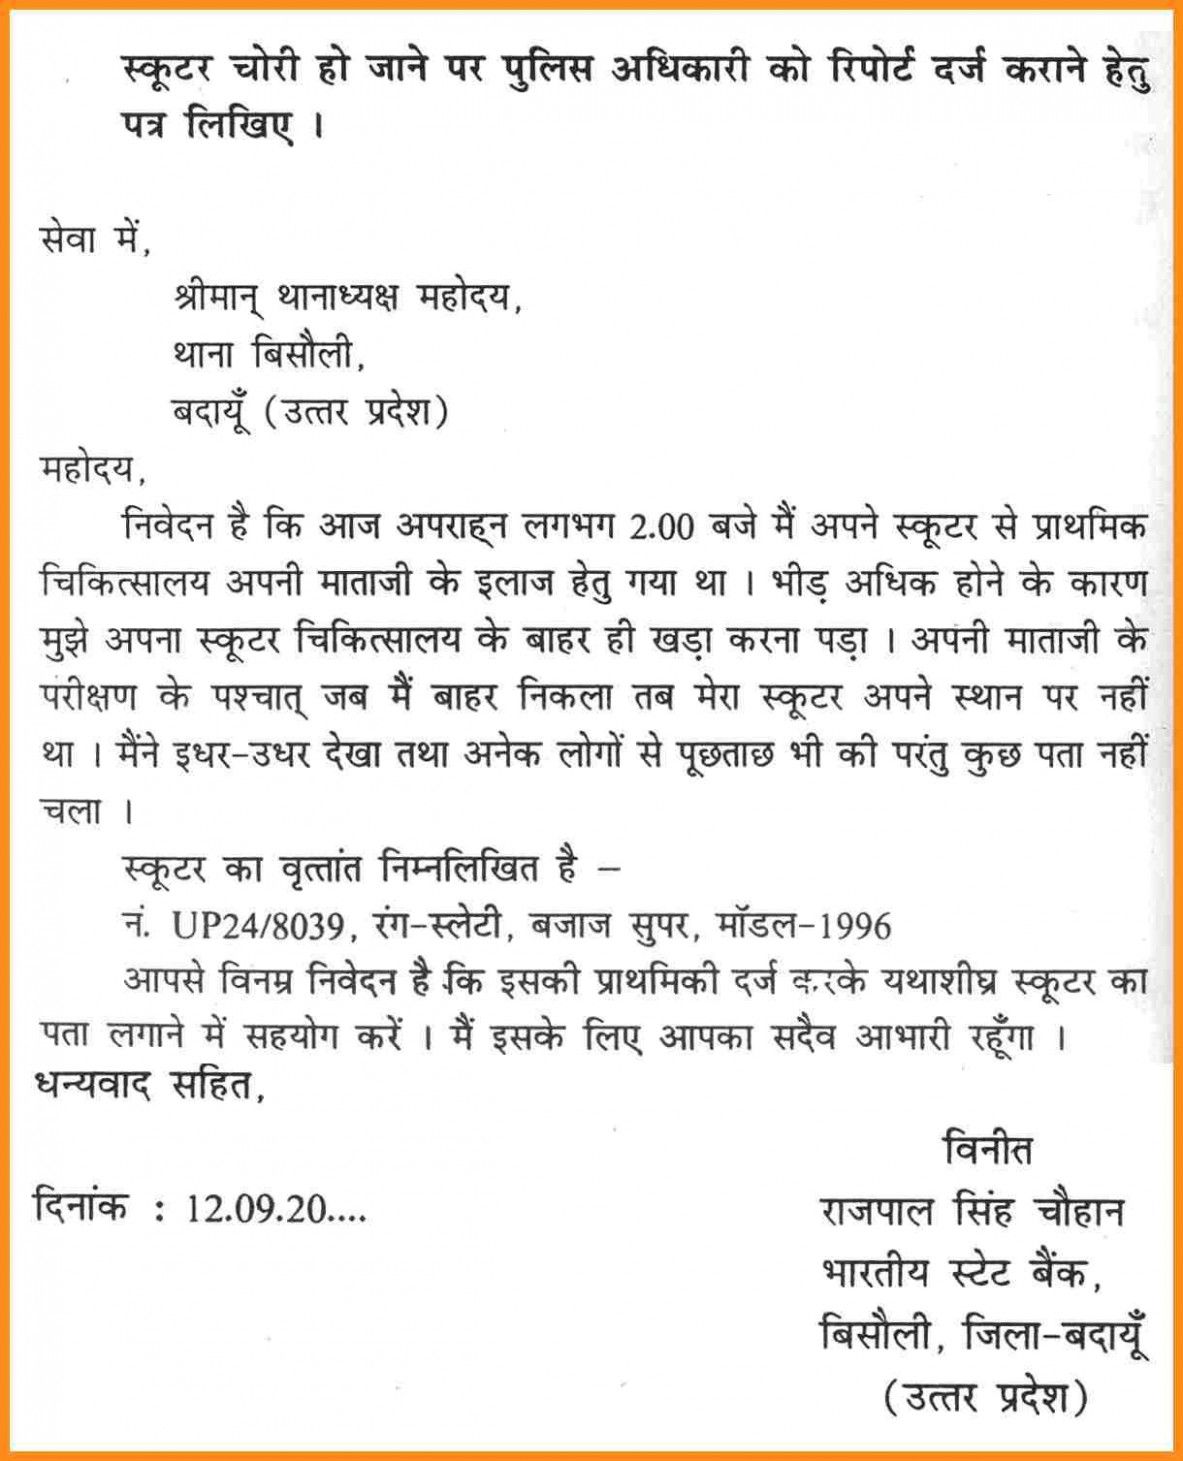 स्कूटर चोरी हो जाने पर पुलिस अधिकारी को रिपोर्ट दर्ज कराने हेतु
पत्र लिखिए ।
सेवा में,
श्रीमान् थानाध्यक्ष महोदय,
थाना बिसौली,
बदायूँ (उत्तर प्रदेश)
महोदय,
निवेदन है कि आज अपराह्न लगभग 2.00 बजे मैं अपने स्कूटर से प्राथमिक
चिकित्सालय अपनी माताजी के इलाज हेतु गया था । भीड़ अधिक होने के कारण
मुझे अपना स्कूटर चिकित्सालय के बाहर ही खड़ा करना पड़ा । अपनी माताजी के
परीक्षण के पश्चात् जब मैं बाहर निकला तब मेरा स्कूटर अपने स्थान पर नहीं
था । मैंने इधर-उधर देखा तथा अनेक लोगों से पूछताछ भी की परंतु कुछ पता नहीं
चला ।
स्कूटर का वृत्तांत निम्नलिखित है –
नं. UP24/8039, रंग-स्लेटी, बजाज सुपर, मॉडल-1996
आपसे विनम्र निवेदन है कि इसकी प्राथमिकी दर्ज करके यथाशीघ्र स्कूटर का
पता लगाने में सहयोग करें । मैं इसके लिए आपका सदैव आभारी रहूँगा ।
धन्यवाद सहित,
विनीत
दिनांक : 12.09.20....
राजपाल सिंह चौहान
भारतीय स्टेट बैंक,
बिसौली, जिला-बदायूँ
(उत्तर प्रदेश)